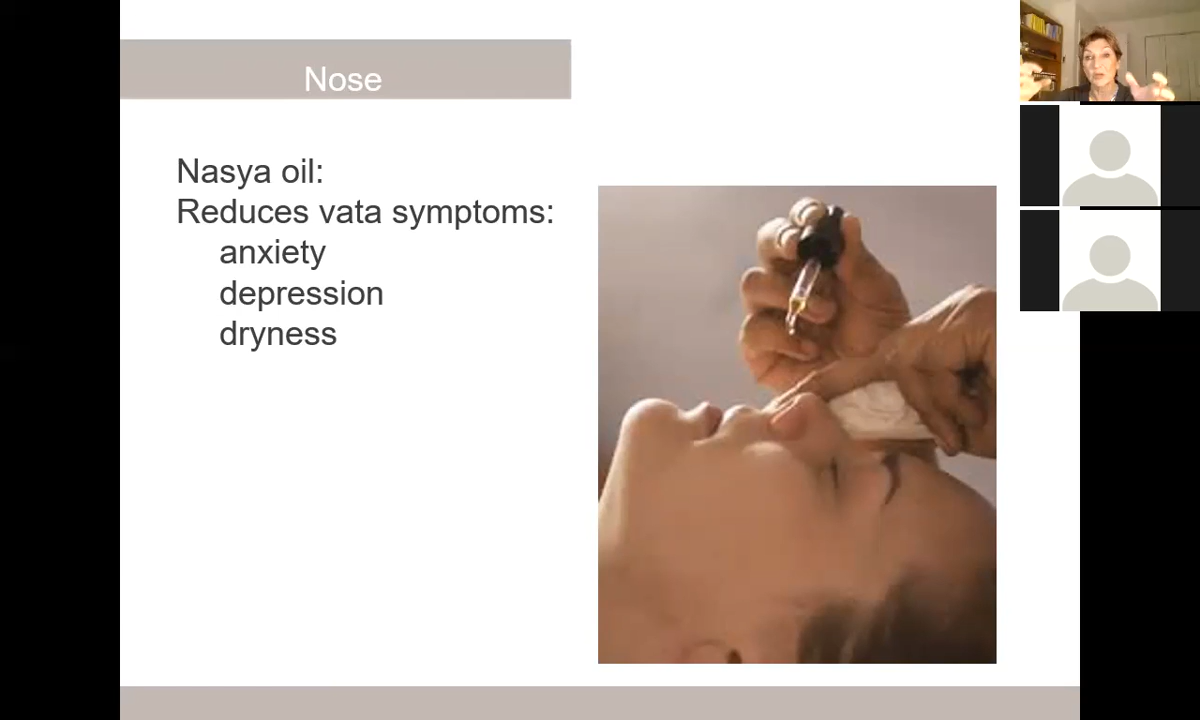 Nose
Nasya oil:
Reduces vata symptoms:
anxiety
depression
dryness